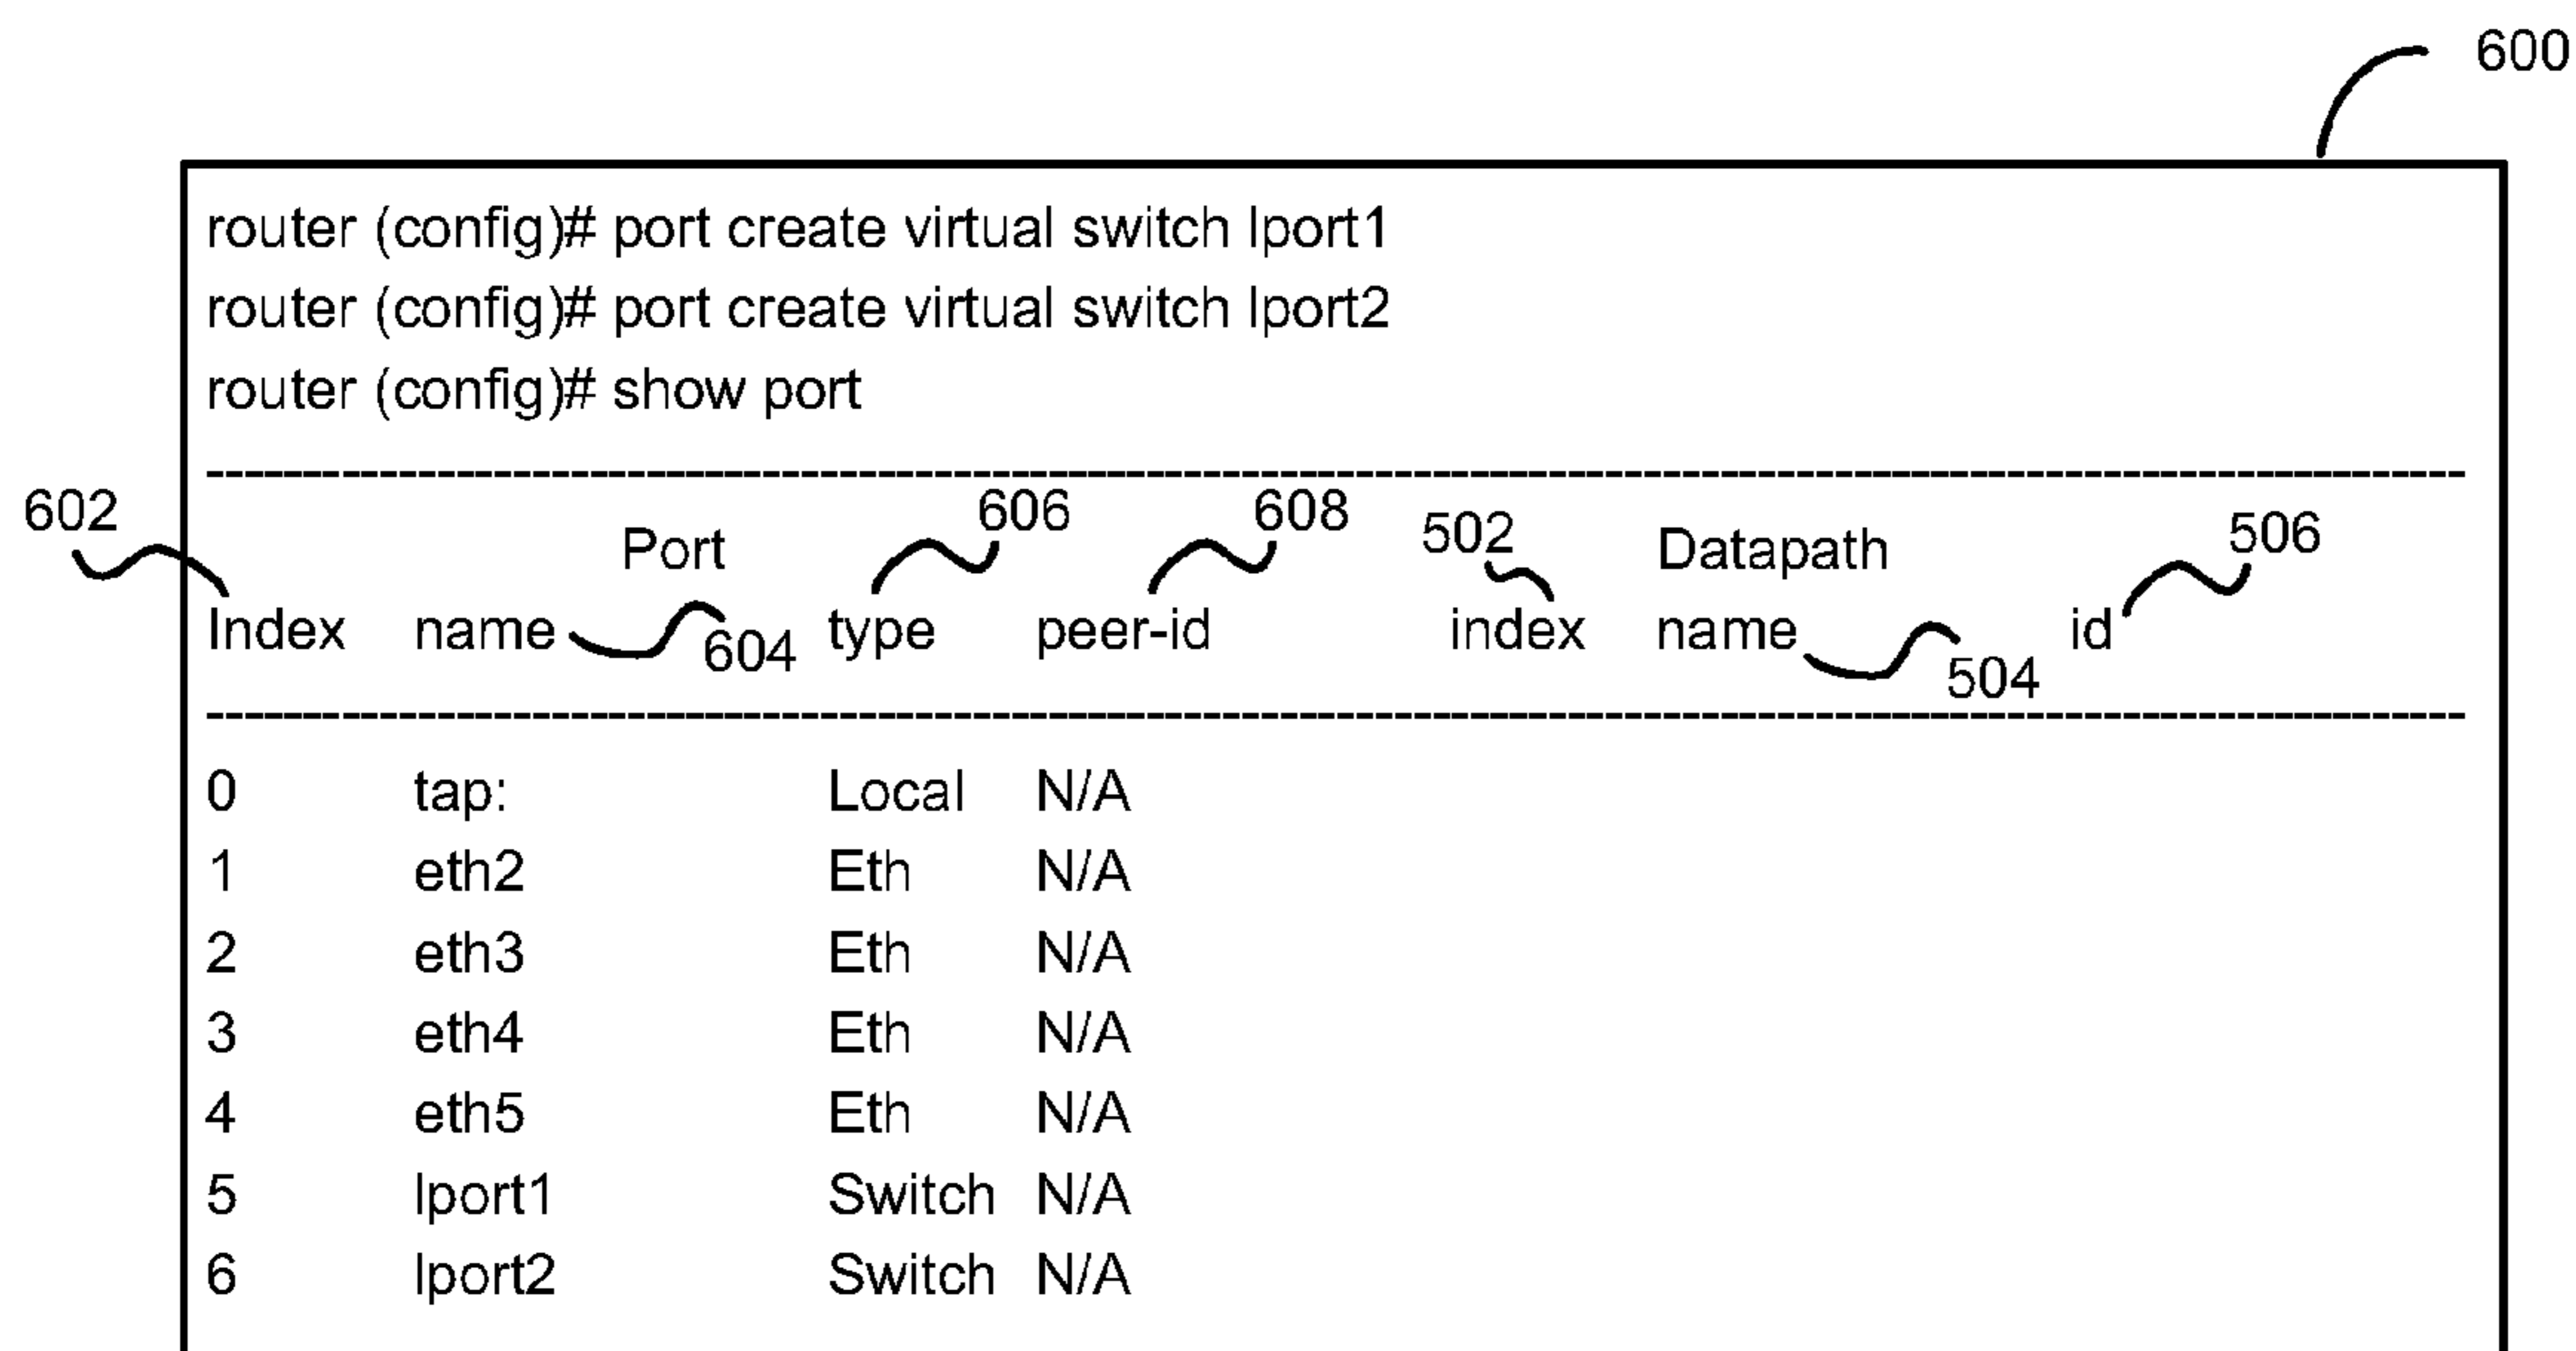 600
router (config)# port create virtual switch lport1
router (config)# port create virtual switch lport2
router (config)# show port
--------------------------------------------------------------------------------
602 606 608 502 506
Port Datapath
Index name 604 type peer-id index name 504 id
--------------------------------------------------------------------------------
0 tap: Local N/A
1 eth2 Eth N/A
2 eth3 Eth N/A
3 eth4 Eth N/A
4 eth5 Eth N/A
5 lport1 Switch N/A
6 lport2 Switch N/A